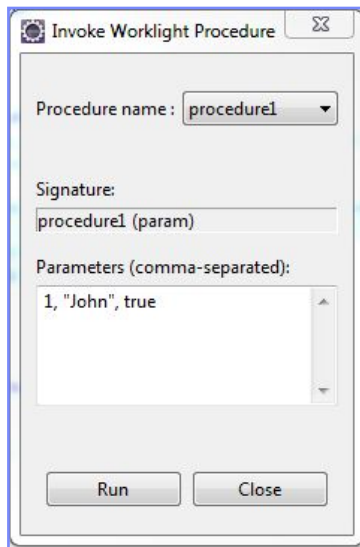 Invoke Worklight Procedure
Procedure name : procedure1
Signature:
procedure1 (param)
Parameters (comma-separated):
1, "John", true
Run Close